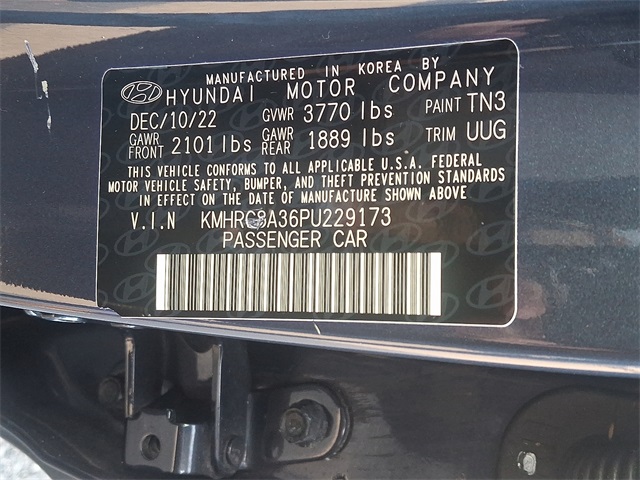 MANUFACTURED IN KOREA BY
HYUNDAI MOTOR COMPANY
DEC/10/22 GVWR 3770 lbs PAINT TN3
GAWR FRONT 2101 lbs GAWR REAR 1889 lbs TRIM UUG
THIS VEHICLE CONFORMS TO ALL APPLICABLE U.S.A. FEDERAL
MOTOR VEHICLE SAFETY, BUMPER, AND THEFT PREVENTION STANDARDS
IN EFFECT ON THE DATE OF MANUFACTURE SHOWN ABOVE
V.I.N KMHRC8A36PU229173
PASSENGER CAR